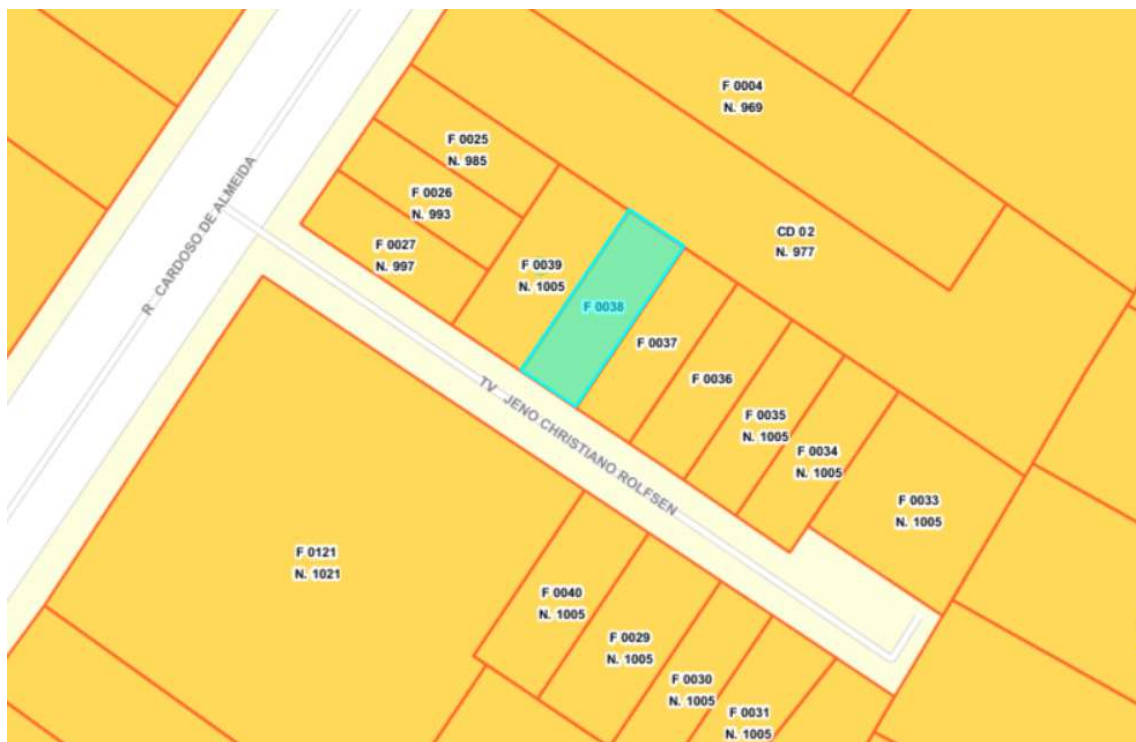 F 0004
N. 969
F 0025
N. 985
R CARDOSO DE ALMEIDA
F 0026
N. 993
CD 02
N. 977
F 0027
N. 997
F 0039
N. 1005
F 0038
F 0037
F 0036
TV JENO CHRISTIANO ROLFSEN
F 0035
N. 1005
F 0034
N. 1005
F 0033
N. 1005
F 0121
N. 1021
F 0040
N. 1005
F 0029
N. 1005
F 0030
N. 1005
F 0031
N. 1005